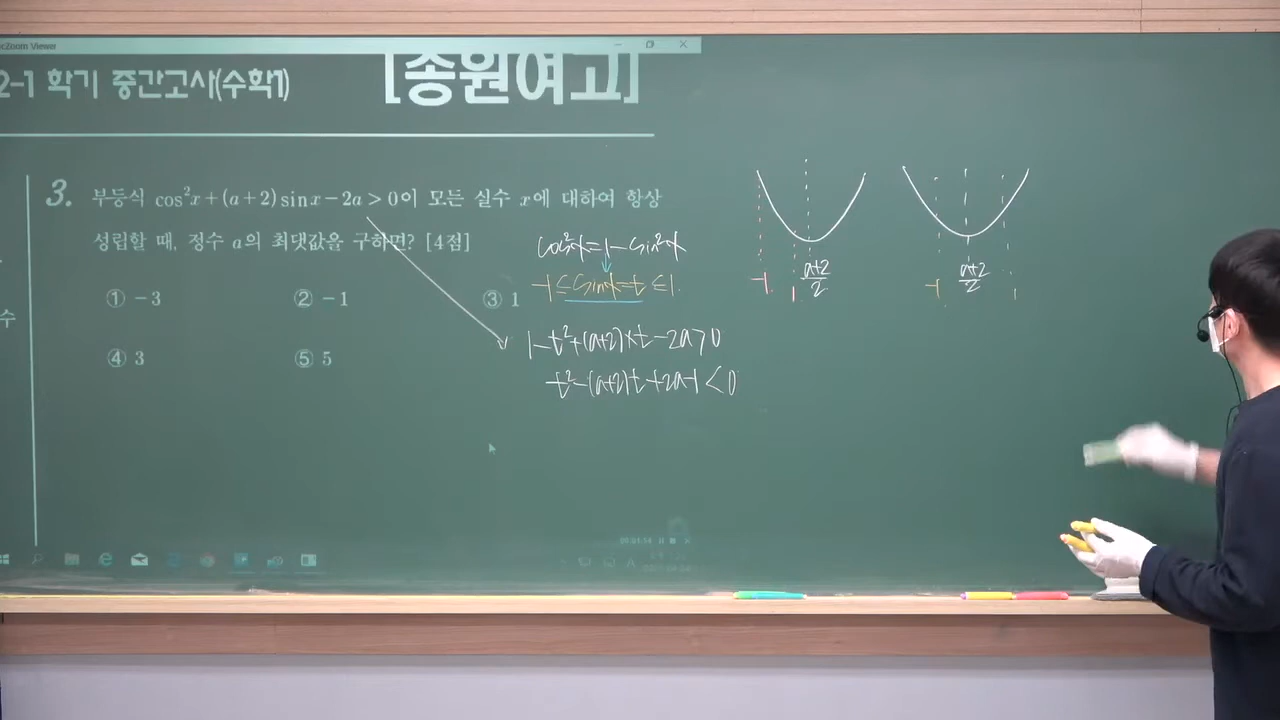 Zoom Viewer
2-1 학기 중간고사(수학1)
[송원여고]
수
3. 부등식 cos²x+(a+2)sin x−2a>0이 모든 실수 x에 대하여 항상
성립할 때, 정수 a의 최댓값을 구하면? [4점]
① −3
② −1
③ 1
④ 3
⑤ 5
cos²x=1−sin²x
−1≤sinx=t≤1
1−t²+(a+2)×t−2a>0
t²−(a+2)t+2a−1<0
−1
1
a+2/2
−1
a+2/2
1